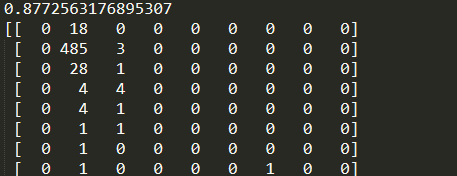 0.8772563176895307
[[  0  18   0   0   0   0   0   0   0]
 [  0 485   3   0   0   0   0   0   0]
 [  0  28   1   0   0   0   0   0   0]
 [  0   4   4   0   0   0   0   0   0]
 [  0   4   1   0   0   0   0   0   0]
 [  0   1   1   0   0   0   0   0   0]
 [  0   1   0   0   0   0   0   0   0]
 [  0   1   0   0   0   0   1   0   0]